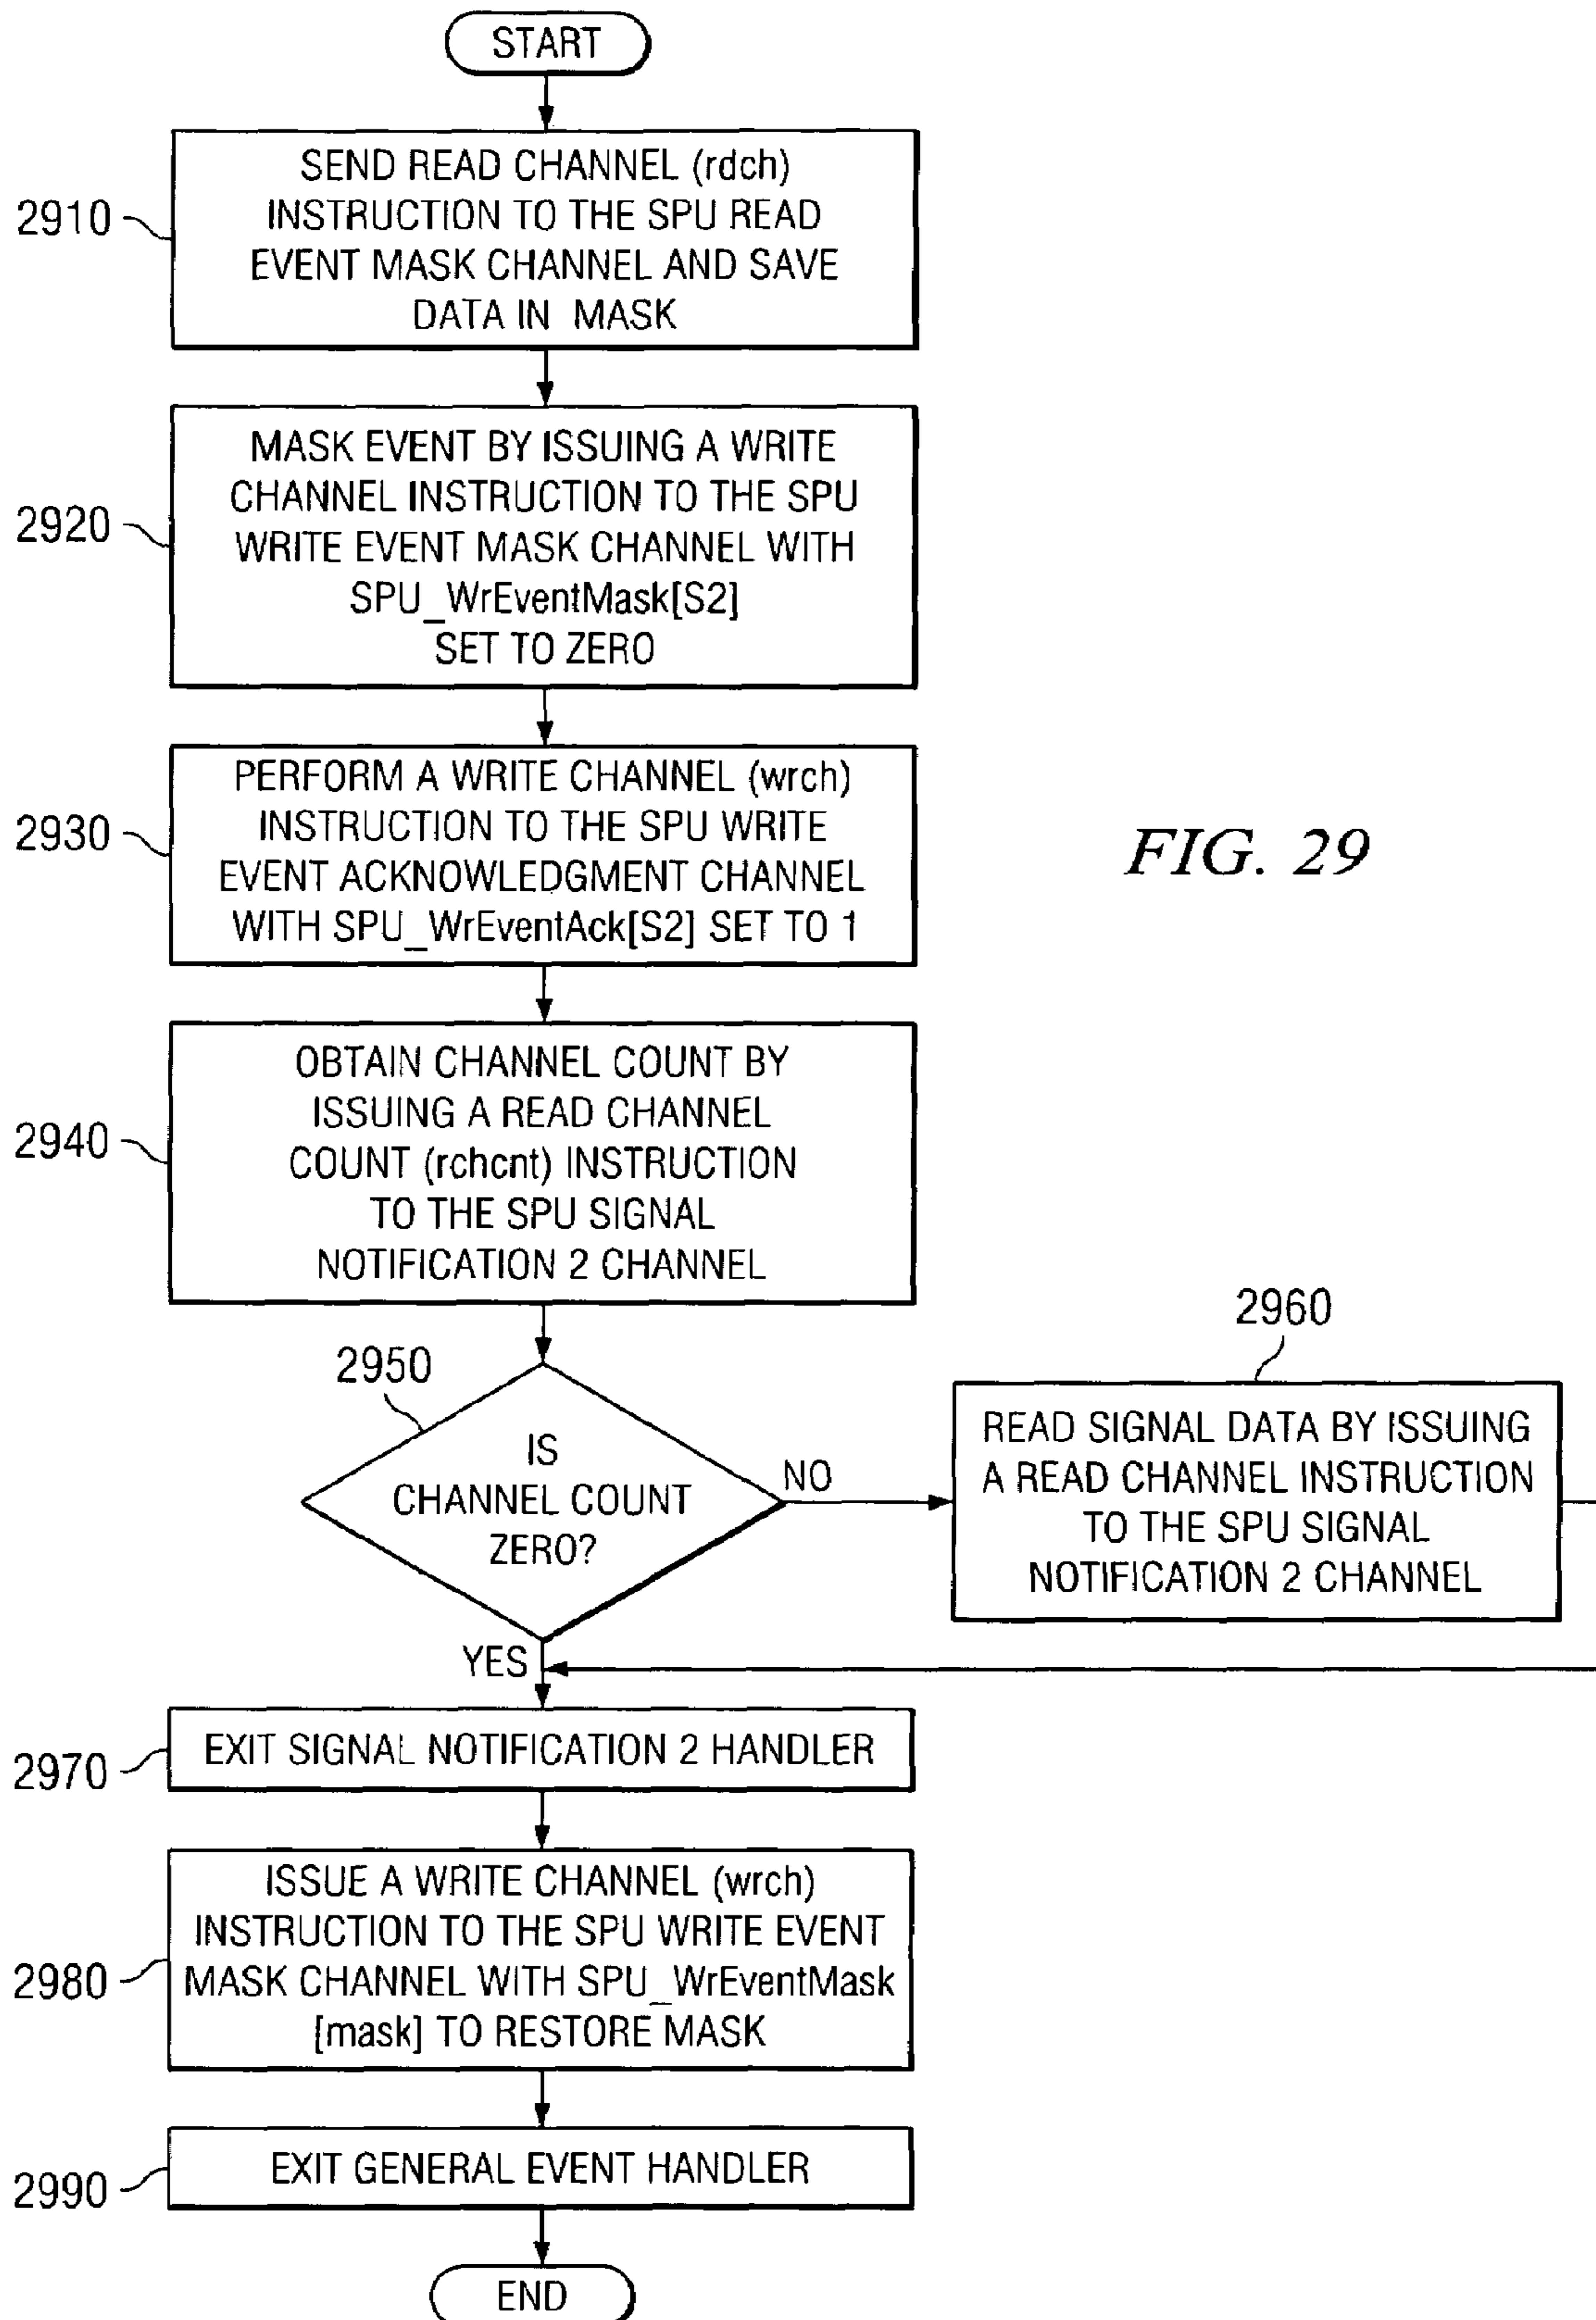 START
2910
SEND READ CHANNEL (rdch)
INSTRUCTION TO THE SPU READ
EVENT MASK CHANNEL AND SAVE
DATA IN MASK
2920
MASK EVENT BY ISSUING A WRITE
CHANNEL INSTRUCTION TO THE SPU
WRITE EVENT MASK CHANNEL WITH
SPU_WrEventMask[S2]
SET TO ZERO
2930
PERFORM A WRITE CHANNEL (wrch)
INSTRUCTION TO THE SPU WRITE
EVENT ACKNOWLEDGMENT CHANNEL
WITH SPU_WrEventAck[S2] SET TO 1
FIG. 29
2940
OBTAIN CHANNEL COUNT BY
ISSUING A READ CHANNEL
COUNT (rchcnt) INSTRUCTION
TO THE SPU SIGNAL
NOTIFICATION 2 CHANNEL
2950
IS
CHANNEL COUNT
ZERO?
NO
2960
READ SIGNAL DATA BY ISSUING
A READ CHANNEL INSTRUCTION
TO THE SPU SIGNAL
NOTIFICATION 2 CHANNEL
YES
2970
EXIT SIGNAL NOTIFICATION 2 HANDLER
2980
ISSUE A WRITE CHANNEL (wrch)
INSTRUCTION TO THE SPU WRITE EVENT
MASK CHANNEL WITH SPU_WrEventMask
[mask] TO RESTORE MASK
2990
EXIT GENERAL EVENT HANDLER
END